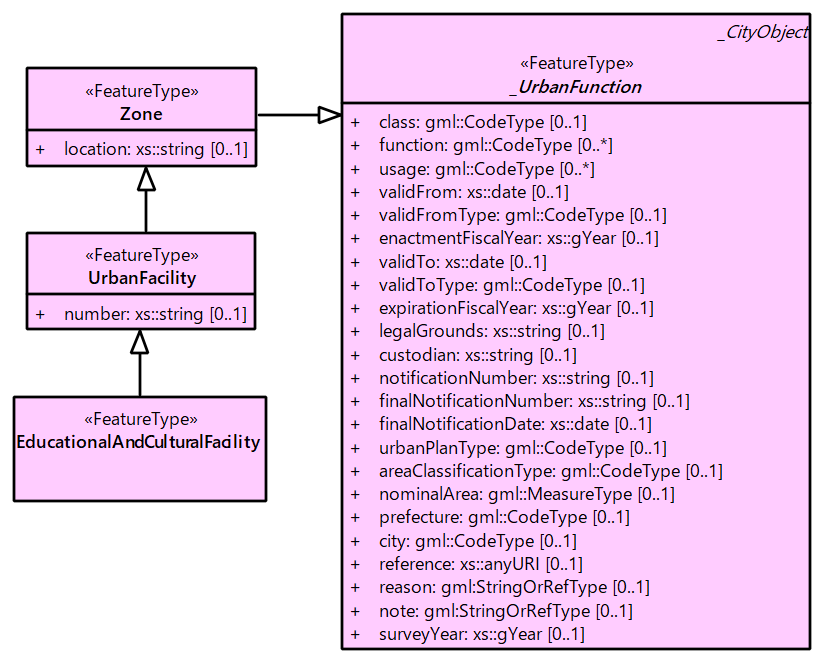 «FeatureType»
Zone
+ location: xs::string [0..1]
«FeatureType»
UrbanFacility
+ number: xs::string [0..1]
«FeatureType»
EducationalAndCulturalFacility
_CityObject
«FeatureType»
_UrbanFunction
+ class: gml::CodeType [0..1]
+ function: gml::CodeType [0..*]
+ usage: gml::CodeType [0..*]
+ validFrom: xs::date [0..1]
+ validFromType: gml::CodeType [0..1]
+ enactmentFiscalYear: xs::gYear [0..1]
+ validTo: xs::date [0..1]
+ validToType: gml::CodeType [0..1]
+ expirationFiscalYear: xs::gYear [0..1]
+ legalGrounds: xs::string [0..1]
+ custodian: xs::string [0..1]
+ notificationNumber: xs::string [0..1]
+ finalNotificationNumber: xs::string [0..1]
+ finalNotificationDate: xs::date [0..1]
+ urbanPlanType: gml::CodeType [0..1]
+ areaClassificationType: gml::CodeType [0..1]
+ nominalArea: gml::MeasureType [0..1]
+ prefecture: gml::CodeType [0..1]
+ city: gml::CodeType [0..1]
+ reference: xs::anyURI [0..1]
+ reason: gml:StringOrRefType [0..1]
+ note: gml:StringOrRefType [0..1]
+ surveyYear: xs::gYear [0..1]